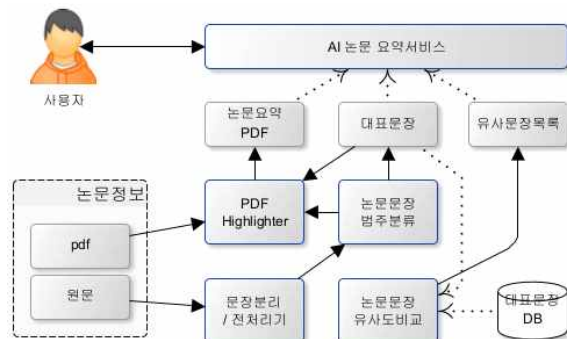 AI 논문 요약서비스
사용자
논문요약
PDF
대표문장
유사문장목록
논문정보
pdf
원문
PDF
Highlighter
논문문장
범주분류
문장분리
/ 전처리기
논문문장
유사도비교
대표문장
DB